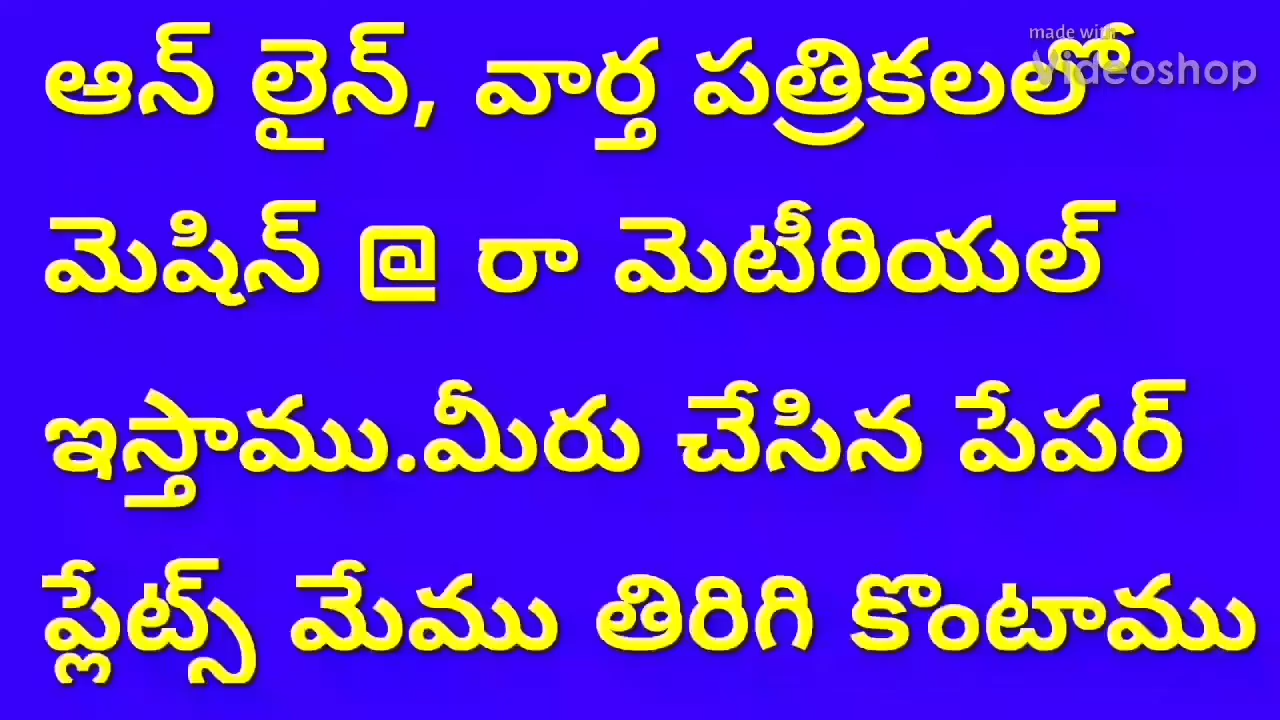 made with
Videoshop
ఆన్ లైన్, వార్త పత్రికలలో
మెషిన్ @ రా మెటీరియల్
ఇస్తాము.మీరు చేసిన పేపర్
ప్లేట్స్ మేము తిరిగి కొంటాము